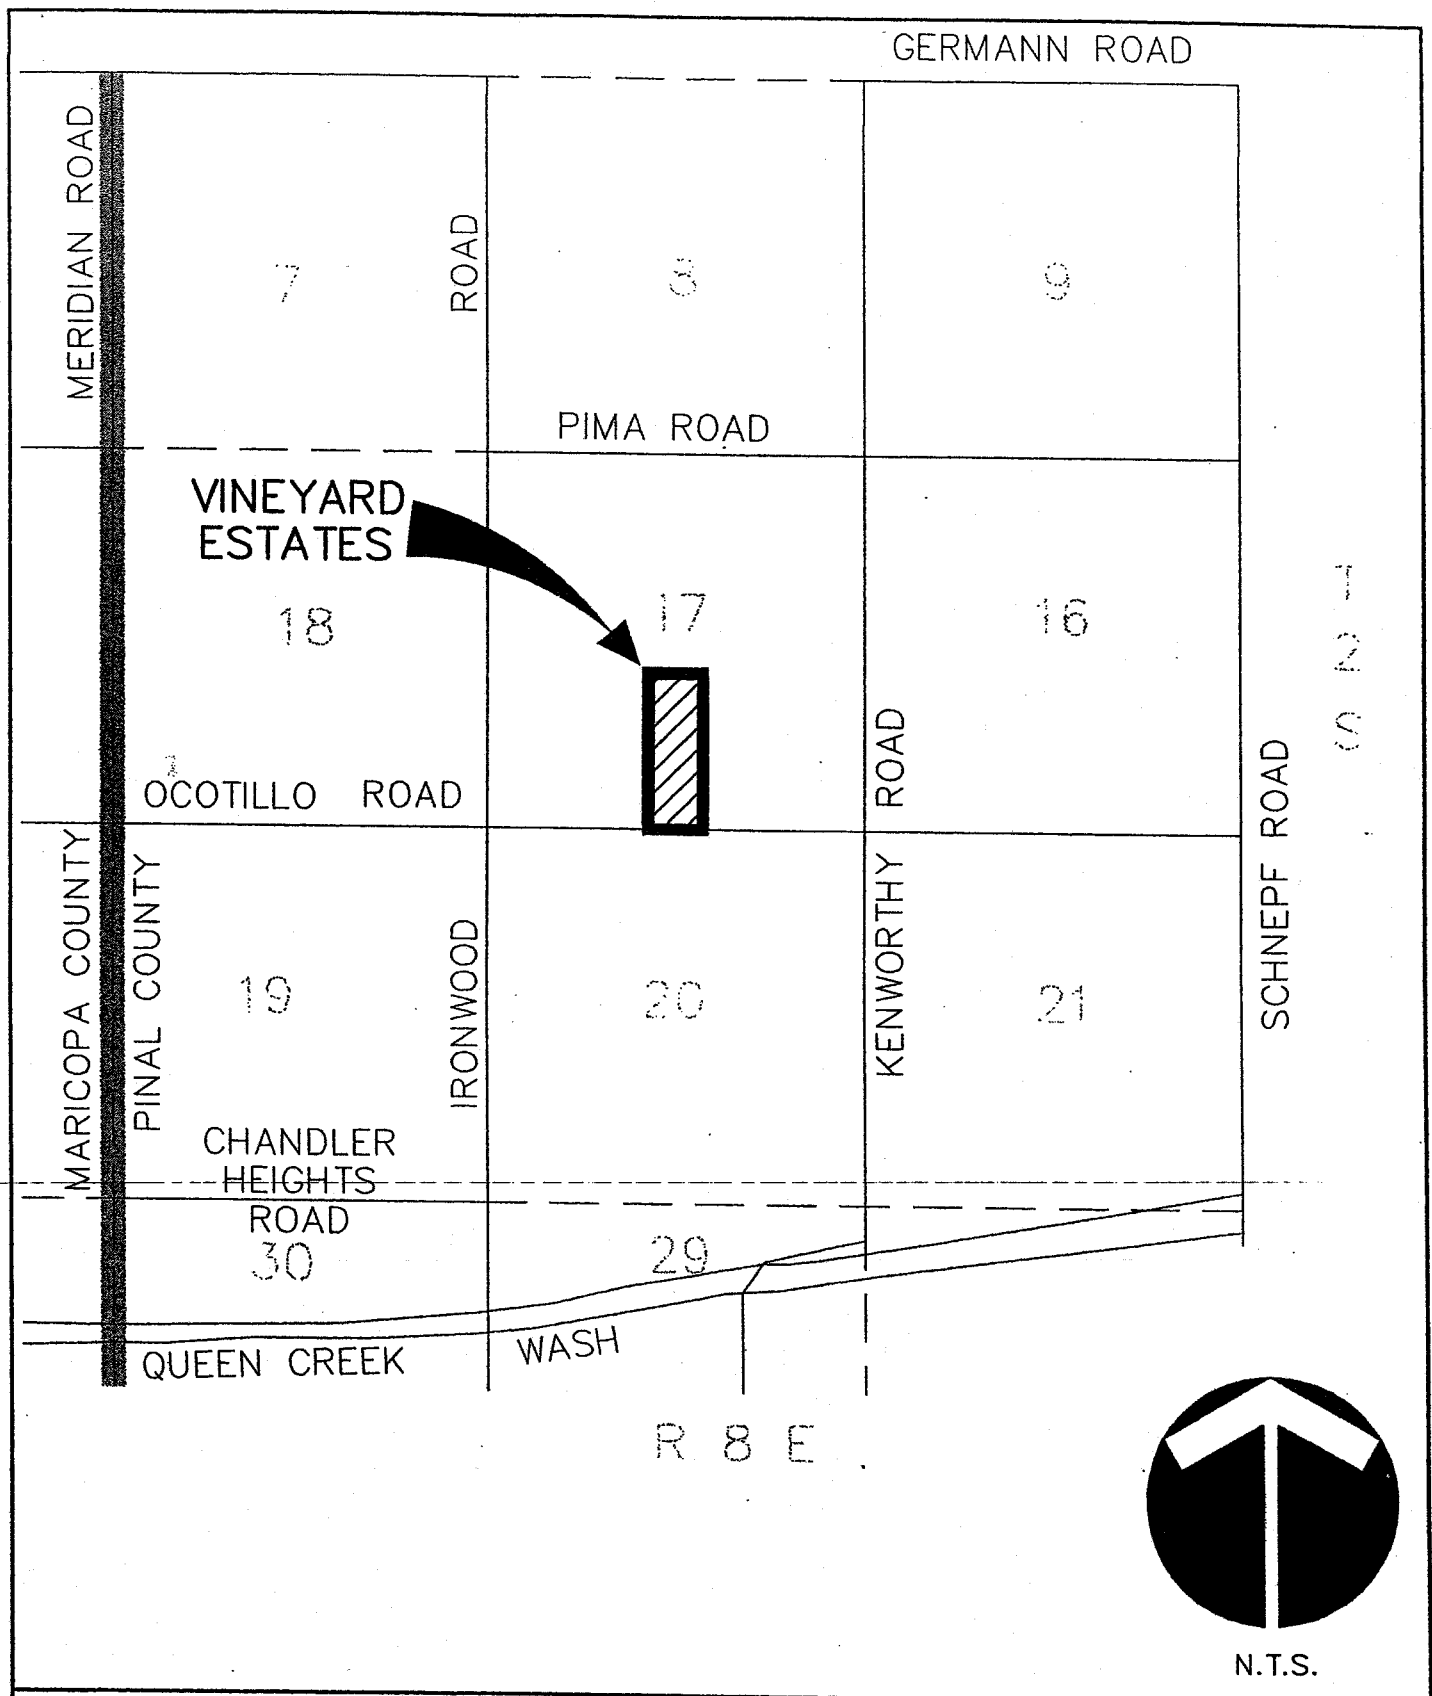 GERMANN ROAD
MERIDIAN ROAD
7
ROAD
8
9
PIMA ROAD
VINEYARD
ESTATES
18
17
16
T 2 S
OCOTILLO ROAD
ROAD
SCHNEPF ROAD
MARICOPA COUNTY
PINAL COUNTY
19
IRONWOOD
20
KENWORTHY
21
CHANDLER
HEIGHTS
ROAD
30
29
QUEEN CREEK
WASH
R 8 E
N.T.S.